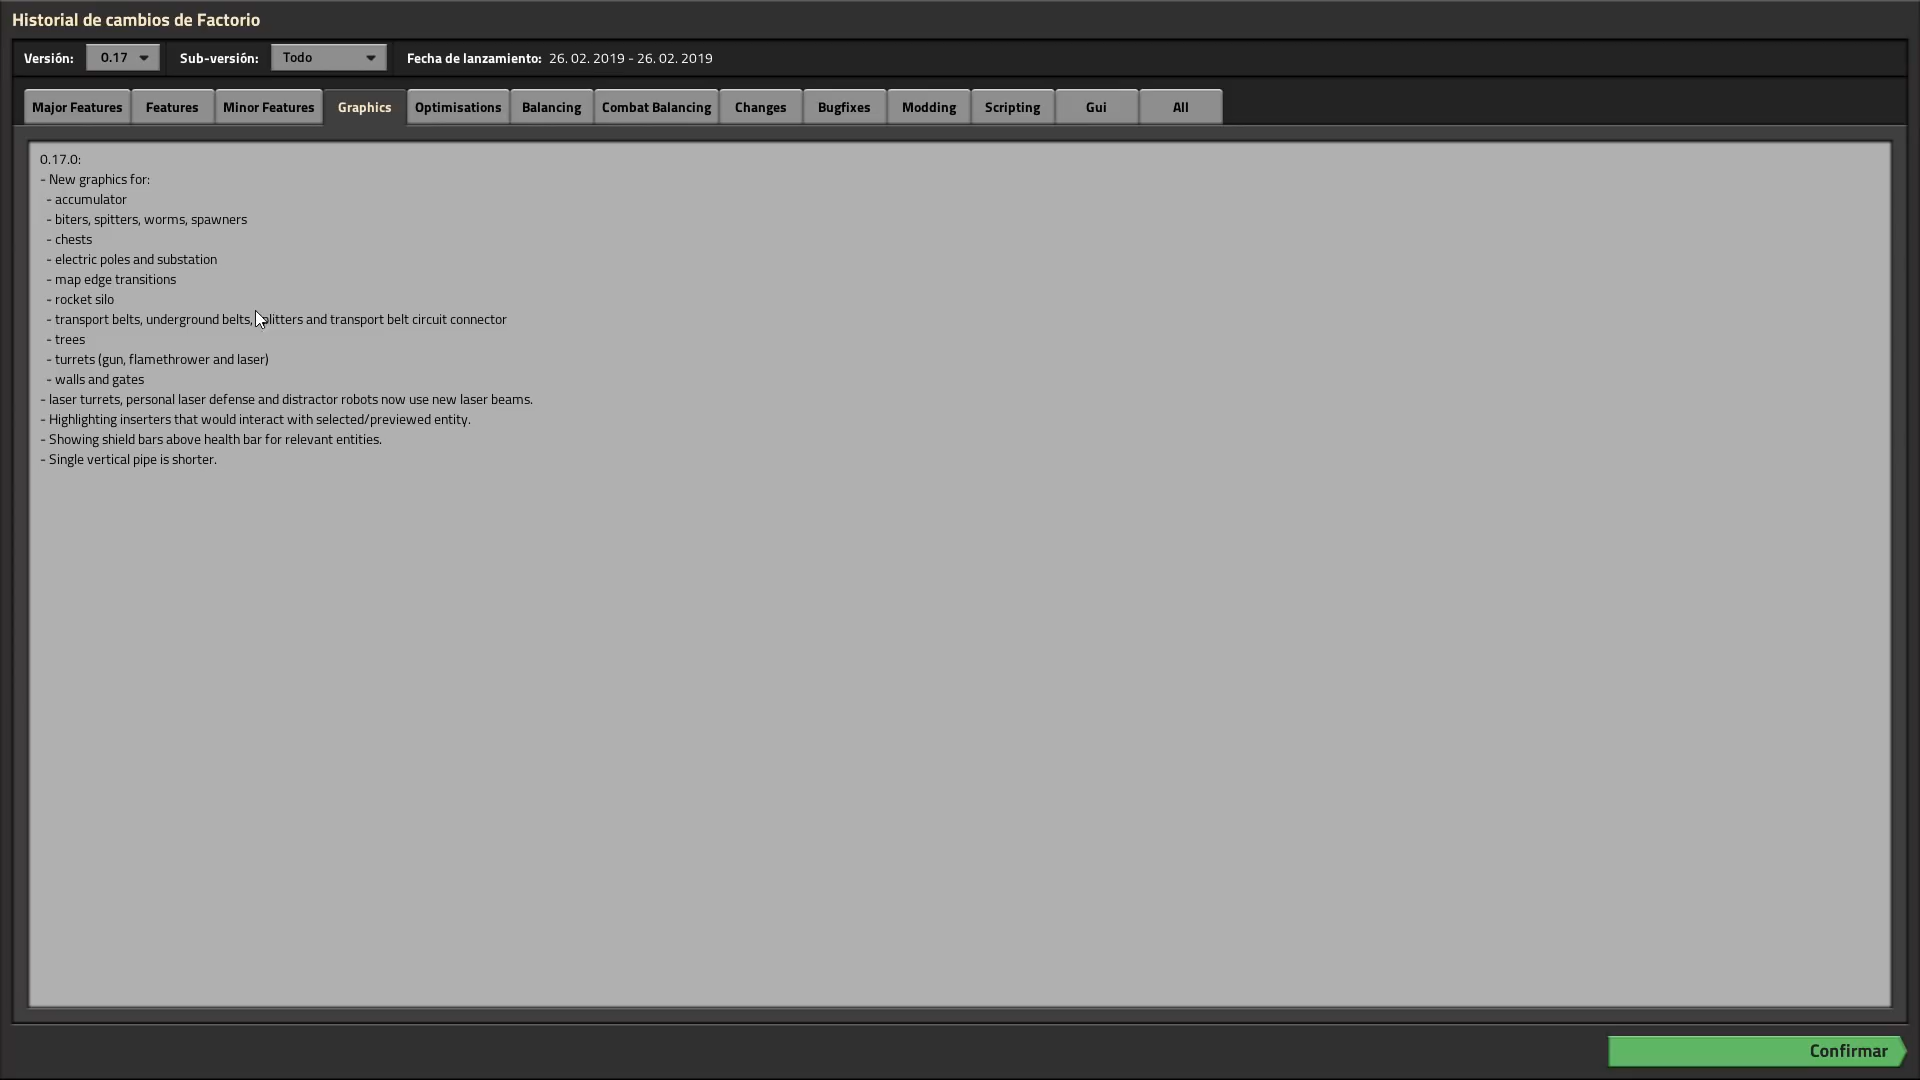 Historial de cambios de Factorio
Versión: 0.17 Sub-versión: Todo Fecha de lanzamiento: 26. 02. 2019 - 26. 02. 2019
Major Features Features Minor Features Graphics Optimisations Balancing Combat Balancing Changes Bugfixes Modding Scripting Gui All
0.17.0:
- New graphics for:
- accumulator
- biters, spitters, worms, spawners
- chests
- electric poles and substation
- map edge transitions
- rocket silo
- transport belts, underground belts, splitters and transport belt circuit connector
- trees
- turrets (gun, flamethrower and laser)
- walls and gates
- laser turrets, personal laser defense and distractor robots now use new laser beams.
- Highlighting inserters that would interact with selected/previewed entity.
- Showing shield bars above health bar for relevant entities.
- Single vertical pipe is shorter.
Confirmar